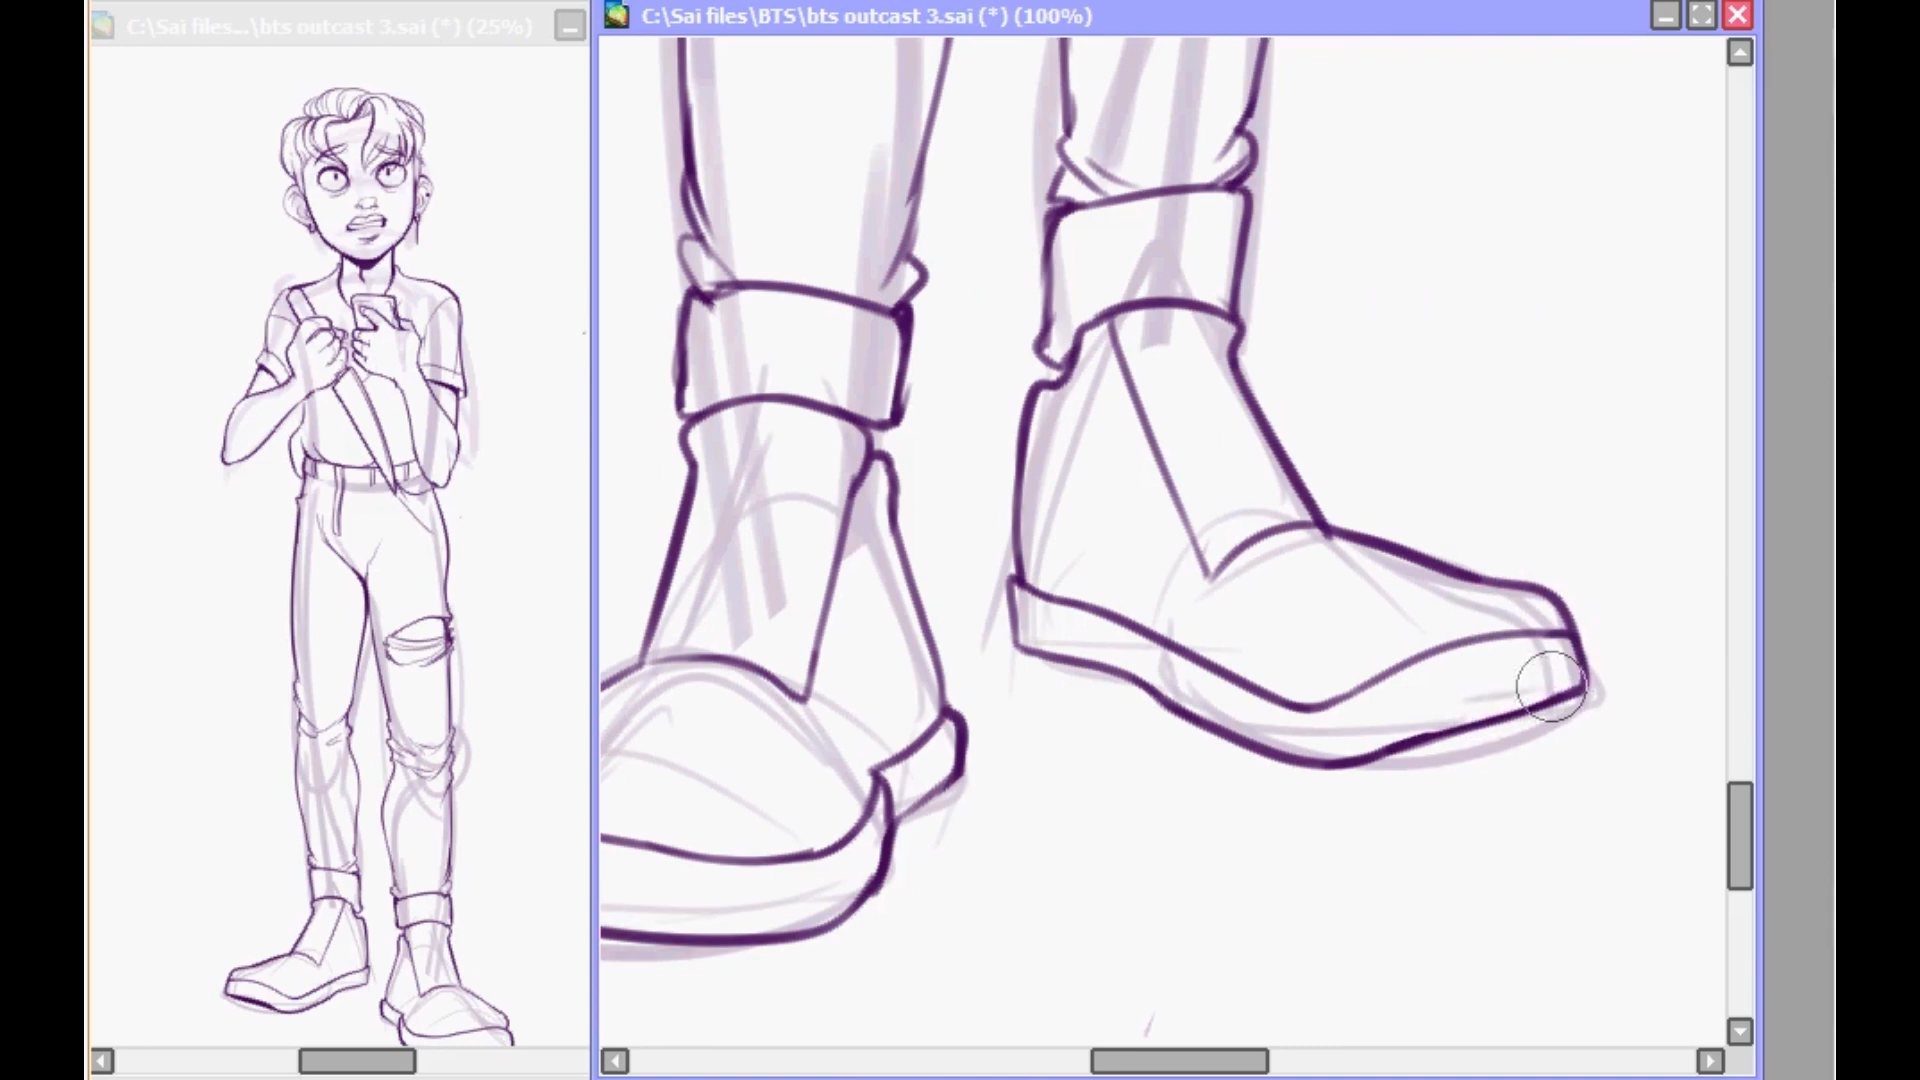 C:\Sai files...\bts outcast 3.sai (*) (25%)
C:\Sai files\BTS\bts outcast 3.sai (*) (100%)